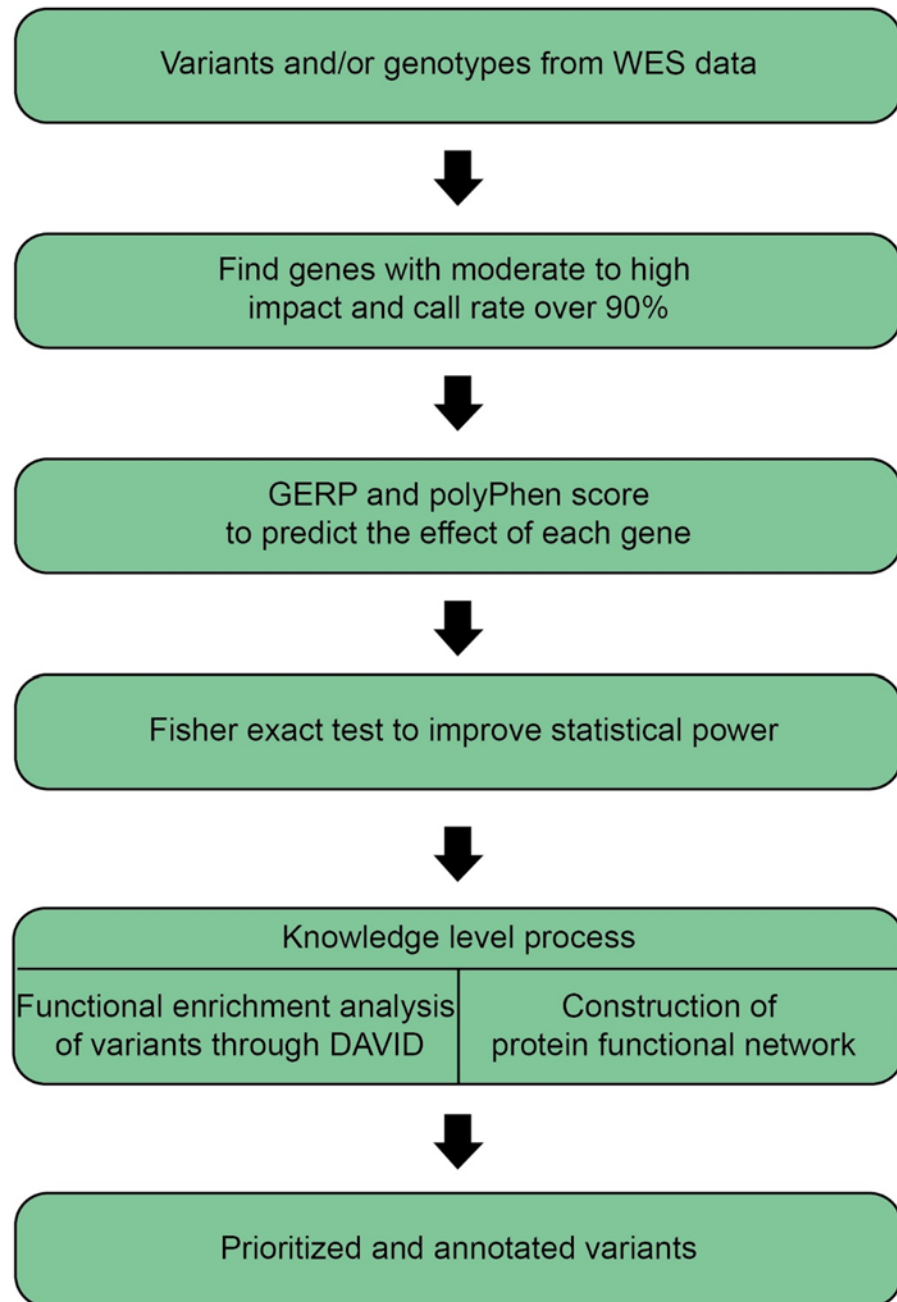 Variants and/or genotypes from WES data
Find genes with moderate to high
impact and call rate over 90%
GERP and polyPhen score
to predict the effect of each gene
Fisher exact test to improve statistical power
Knowledge level process
Functional enrichment analysis
of variants through DAVID
Construction of
protein functional network
Prioritized and annotated variants